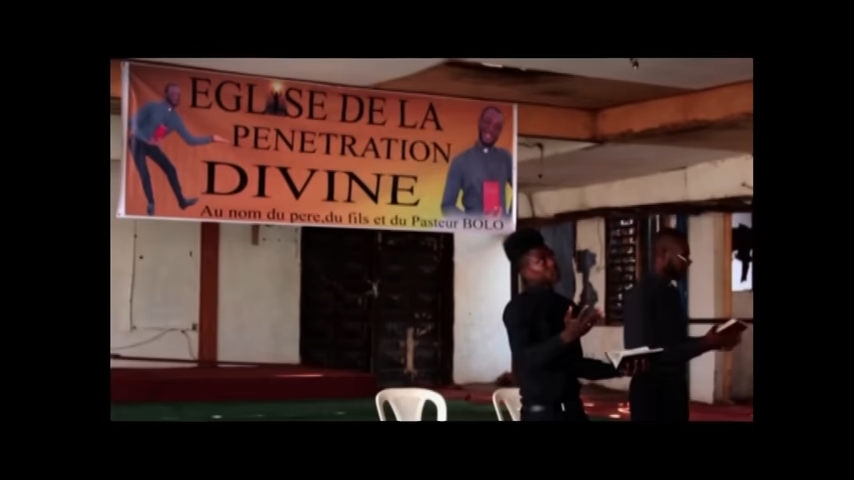 EGLISE DE LA
PENETRATION
DIVINE
Au nom du pere,du fils et du Pasteur BOLO